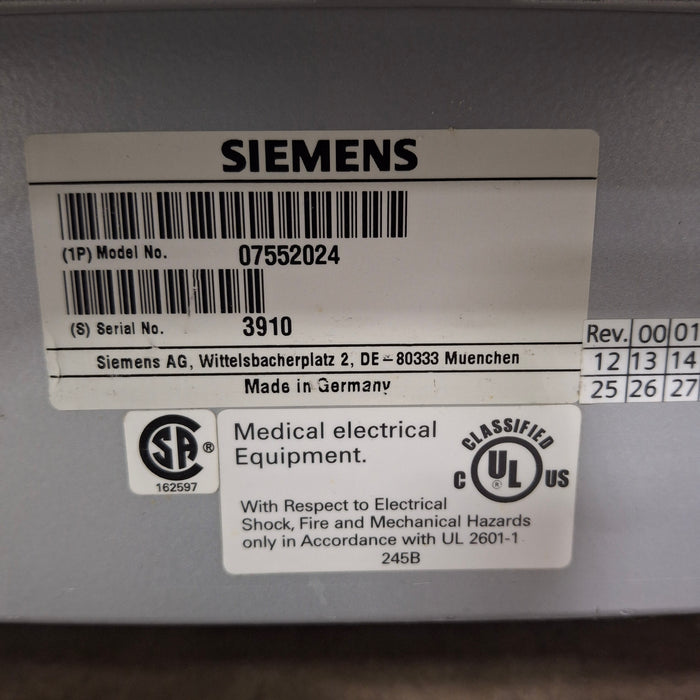 SIEMENS
(1P) Model No. 07552024
(S) Serial No. 3910
Siemens AG, Wittelsbacherplatz 2, DE-80333 Muenchen
Made in Germany
Rev. 00 01
12 13 14
25 26 27
SA ®
162597
Medical electrical
Equipment.
CLASSIFIED
C UL ® US
With Respect to Electrical
Shock, Fire and Mechanical Hazards
only in Accordance with UL 2601-1
245B